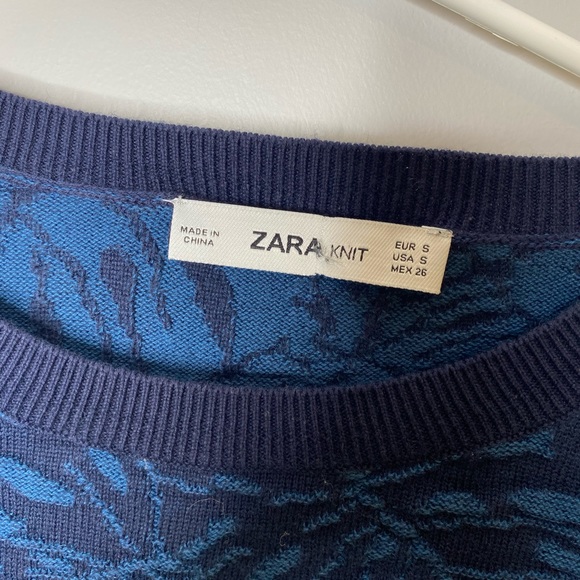 MADE IN
CHINA
ZARA KNIT
EUR S
USA S
MEX 26